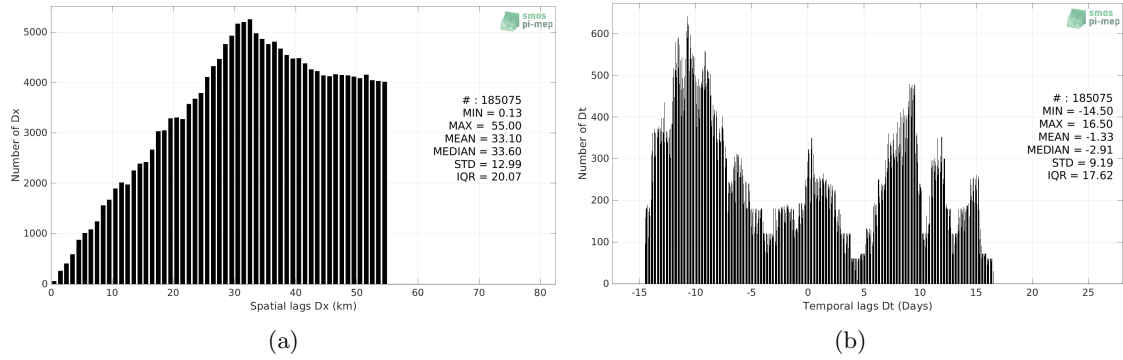 smos
pi-mep
5000
4000
3000
2000
1000
0
Number of Dx
# : 185075
MIN = 0.13
MAX = 55.00
MEAN = 33.10
MEDIAN = 33.60
STD = 12.99
IQR = 20.07
0 10 20 30 40 50 60 70 80
Spatial lags Dx (km)
(a)
smos
pi-mep
600
500
400
300
200
100
0
Number of Dt
# : 185075
MIN = -14.50
MAX = 16.50
MEAN = -1.33
MEDIAN = -2.91
STD = 9.19
IQR = 17.62
-15 -10 -5 0 5 10 15 20 25
Temporal lags Dt (Days)
(b)